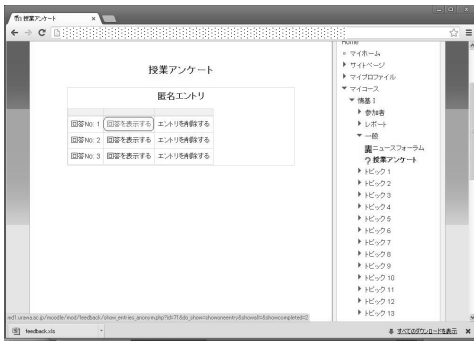 授業アンケート
Home
マイホーム
サイトページ
マイプロファイル
マイコース
情基 I
参加者
レポート
一般
ニュースフォーラム
授業アンケート
トピック 1
トピック 2
トピック 3
トピック 4
トピック 5
トピック 6
トピック 7
トピック 8
トピック 9
トピック 10
トピック 11
トピック 12
トピック 13
授業アンケート
匿名エントリ
回答No: 1 回答を表示する エントリを削除する
回答No: 2 回答を表示する エントリを削除する
回答No: 3 回答を表示する エントリを削除する
feedback.xls
すべてのダウンロードを表示